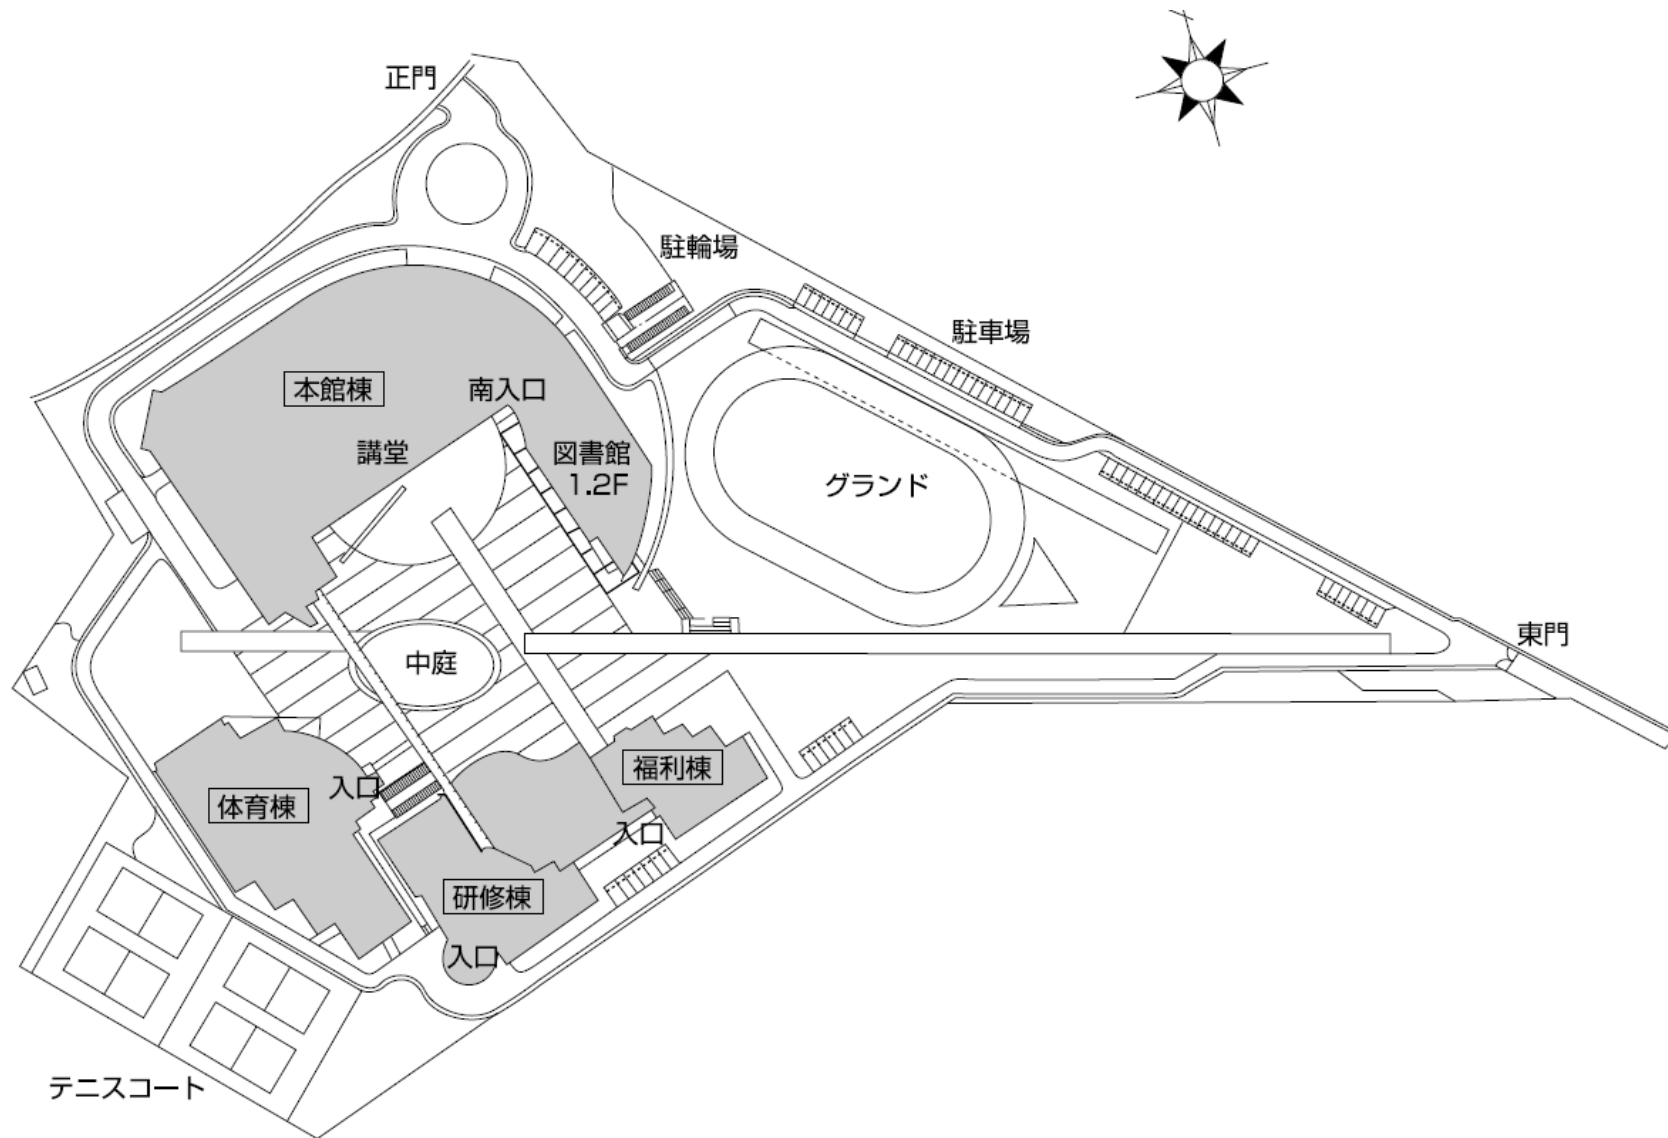 正門
駐輪場
駐車場
本館棟
南入口
講堂
図書館
1.2F
グランド
東門
中庭
福利棟
入口
体育棟
入口
研修棟
入口
テニスコート